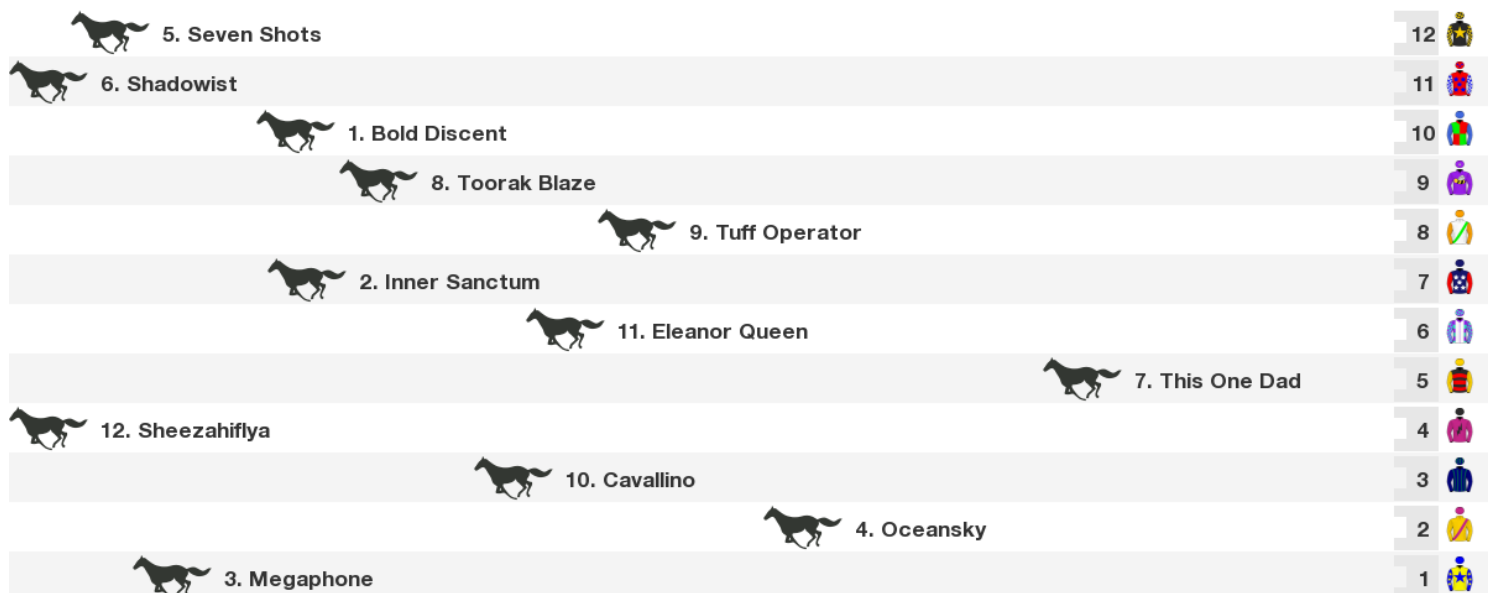 5. Seven Shots 12
6. Shadowist 11
1. Bold Discent 10
8. Toorak Blaze 9
9. Tuff Operator 8
2. Inner Sanctum 7
11. Eleanor Queen 6
7. This One Dad 5
12. Sheezahiflya 4
10. Cavallino 3
4. Oceansky 2
3. Megaphone 1